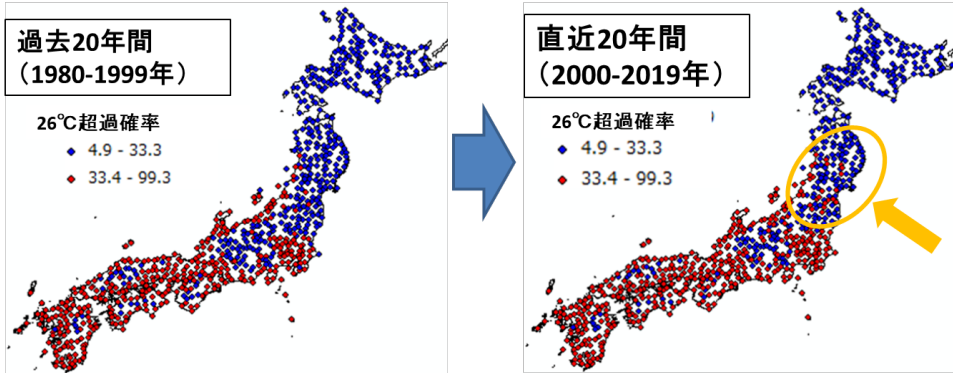 過去20年間
（1980-1999年）
26℃超過確率
4.9 - 33.3
33.4 - 99.3
直近20年間
（2000-2019年）
26℃超過確率
4.9 - 33.3
33.4 - 99.3